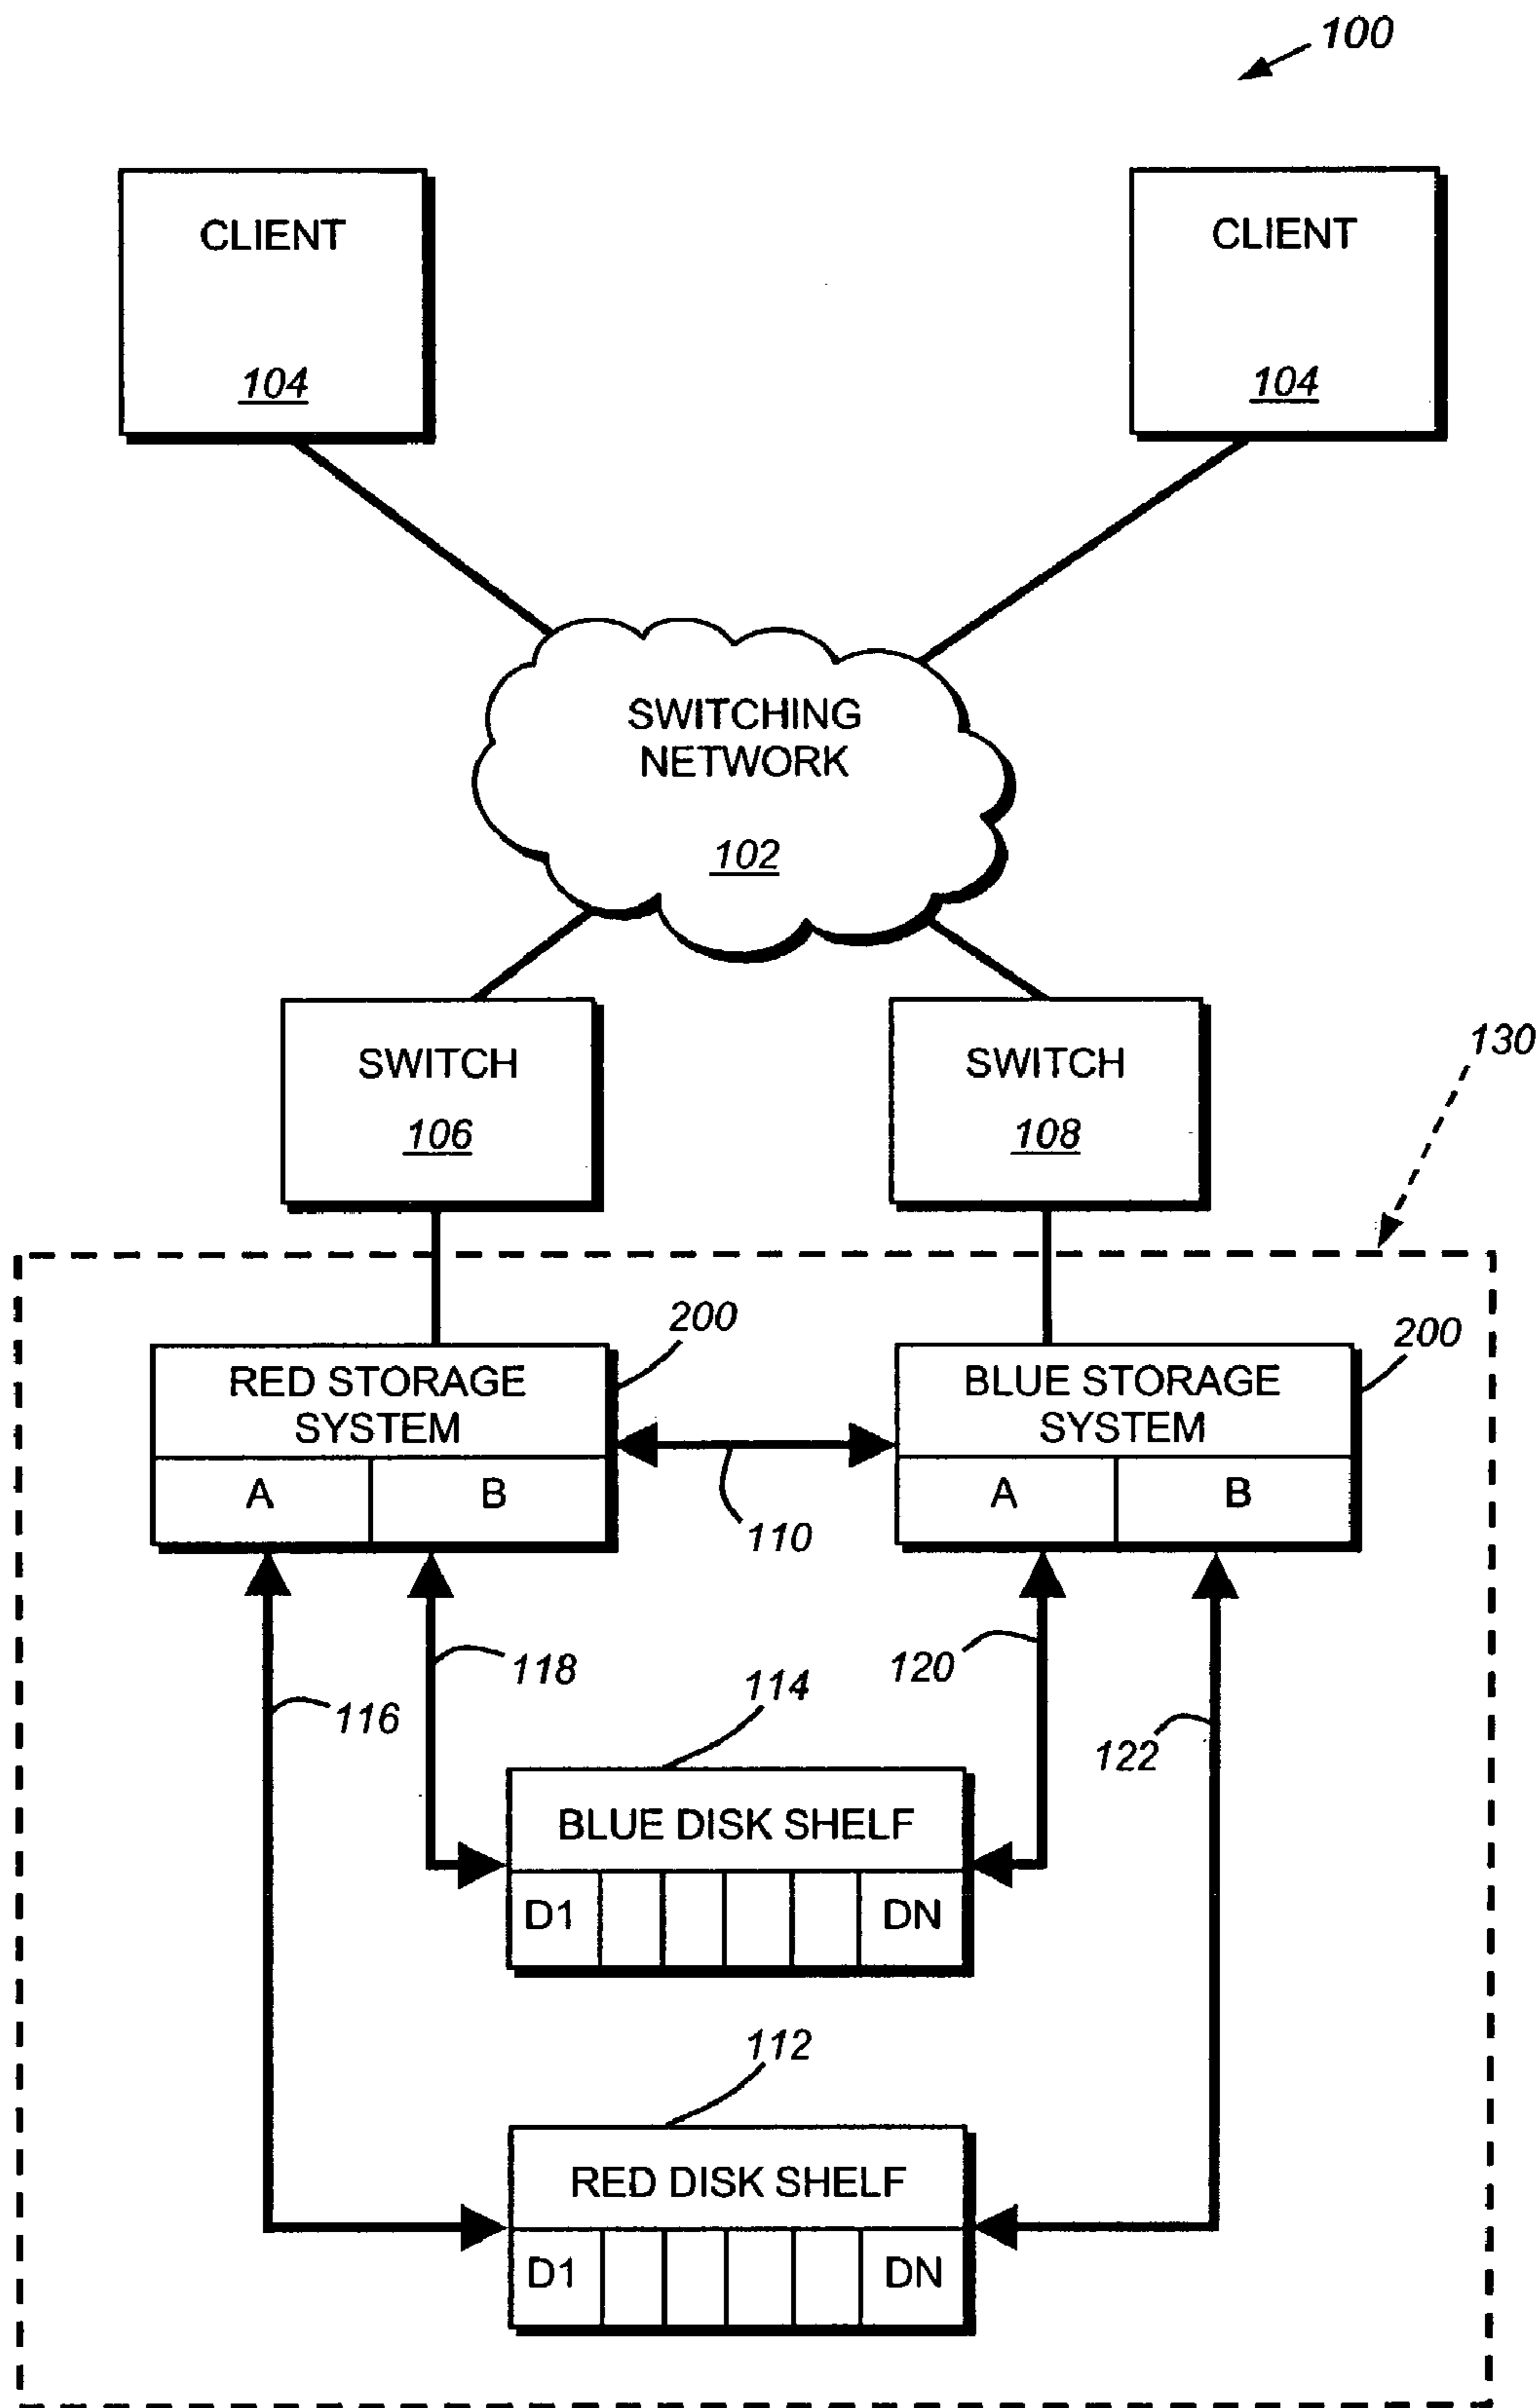 100
CLIENT
104
CLIENT
104
SWITCHING
NETWORK
102
SWITCH
106
SWITCH
108
130
200
RED STORAGE
SYSTEM
A
B
200
BLUE STORAGE
SYSTEM
A
B
110
116
118
120
122
114
BLUE DISK SHELF
D1
DN
112
RED DISK SHELF
D1
DN